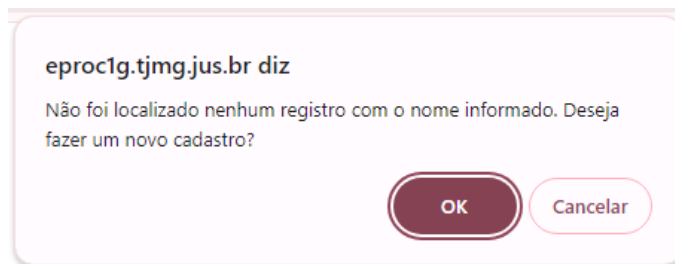 eproc1g.tjmg.jus.br diz
Não foi localizado nenhum registro com o nome informado. Deseja
fazer um novo cadastro?
OK
Cancelar